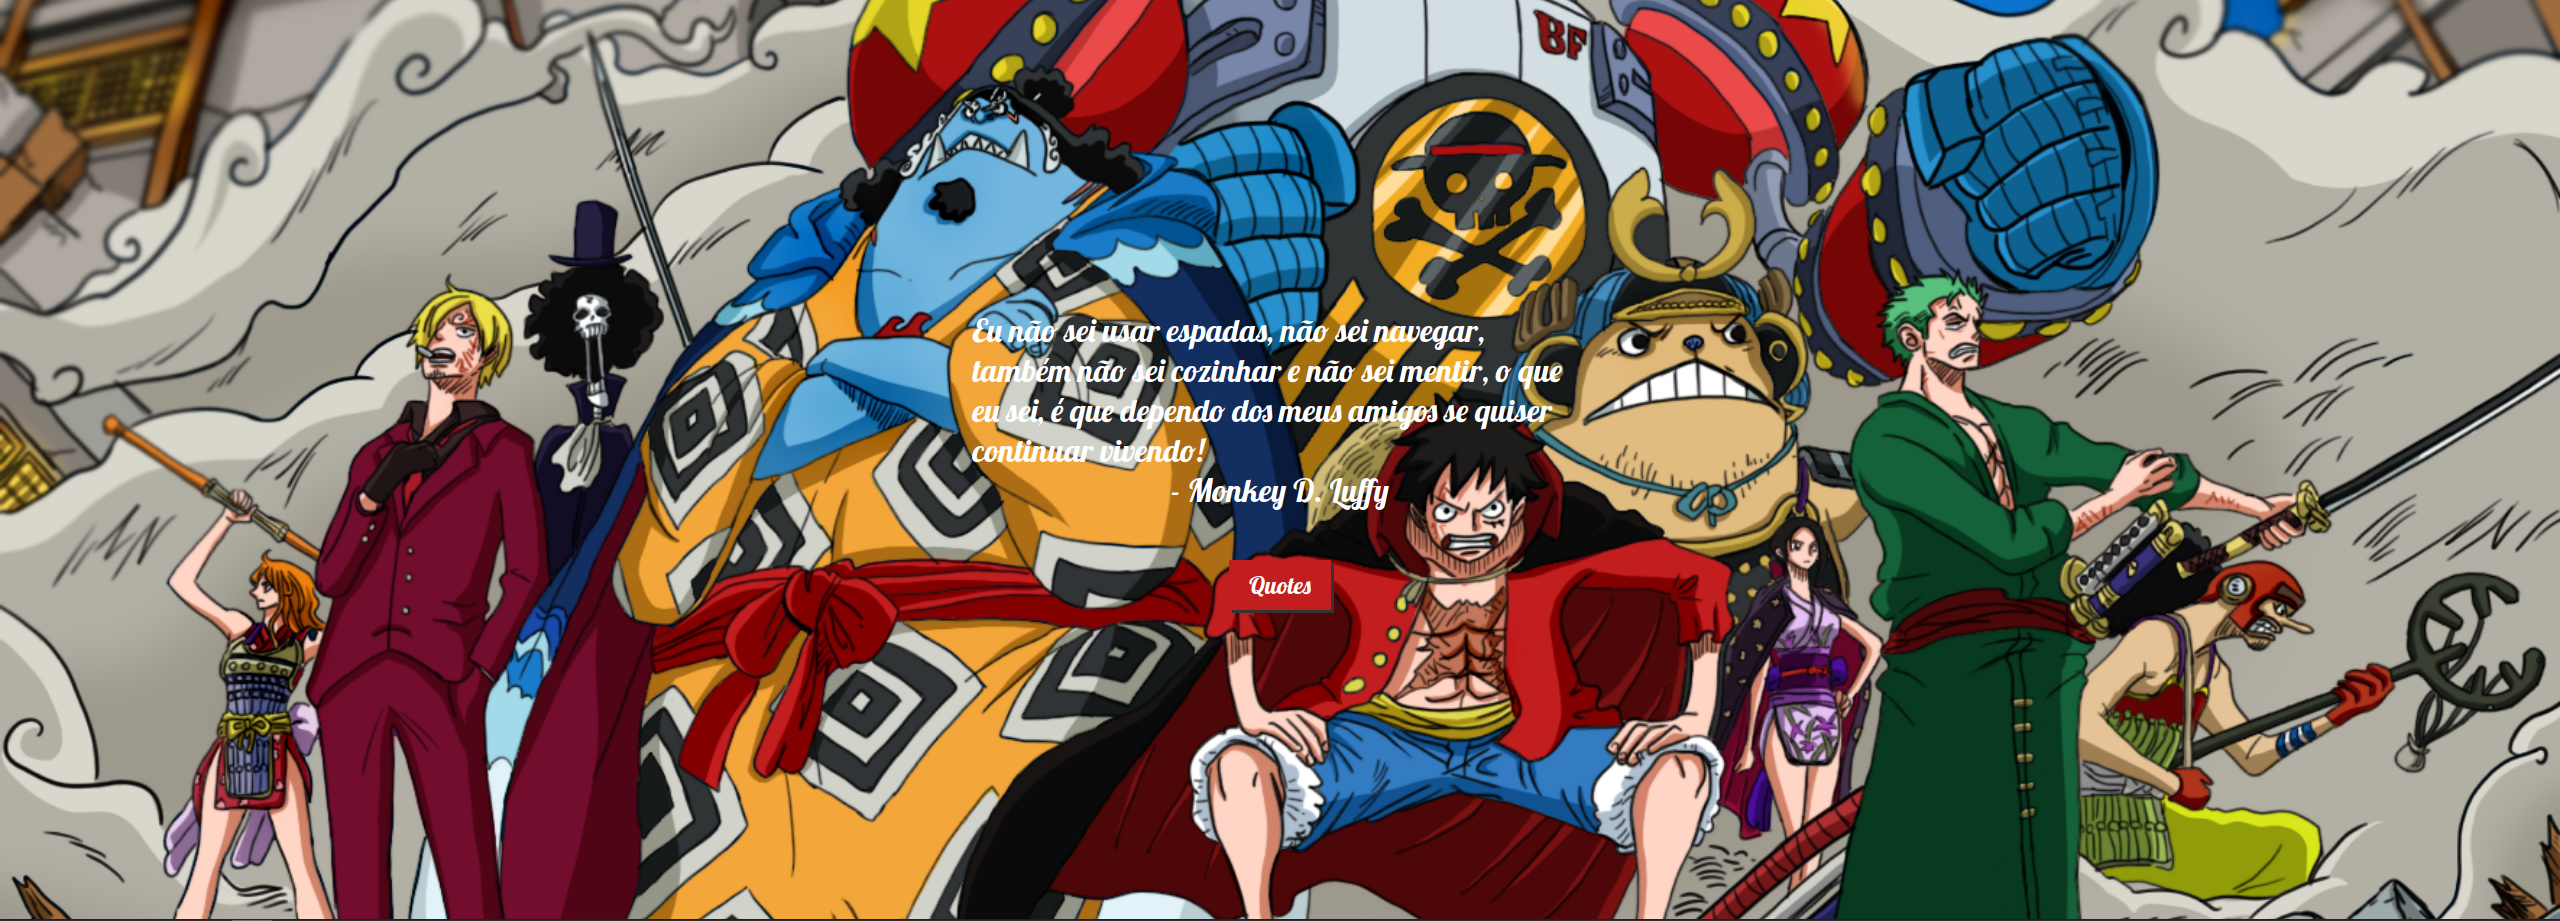 BF
Eu não sei usar espadas, não sei navegar,
também não sei cozinhar e não sei mentir, o que
eu sei, é que dependo dos meus amigos se quiser
continuar vivendo!
- Monkey D. Luffy
Quotes